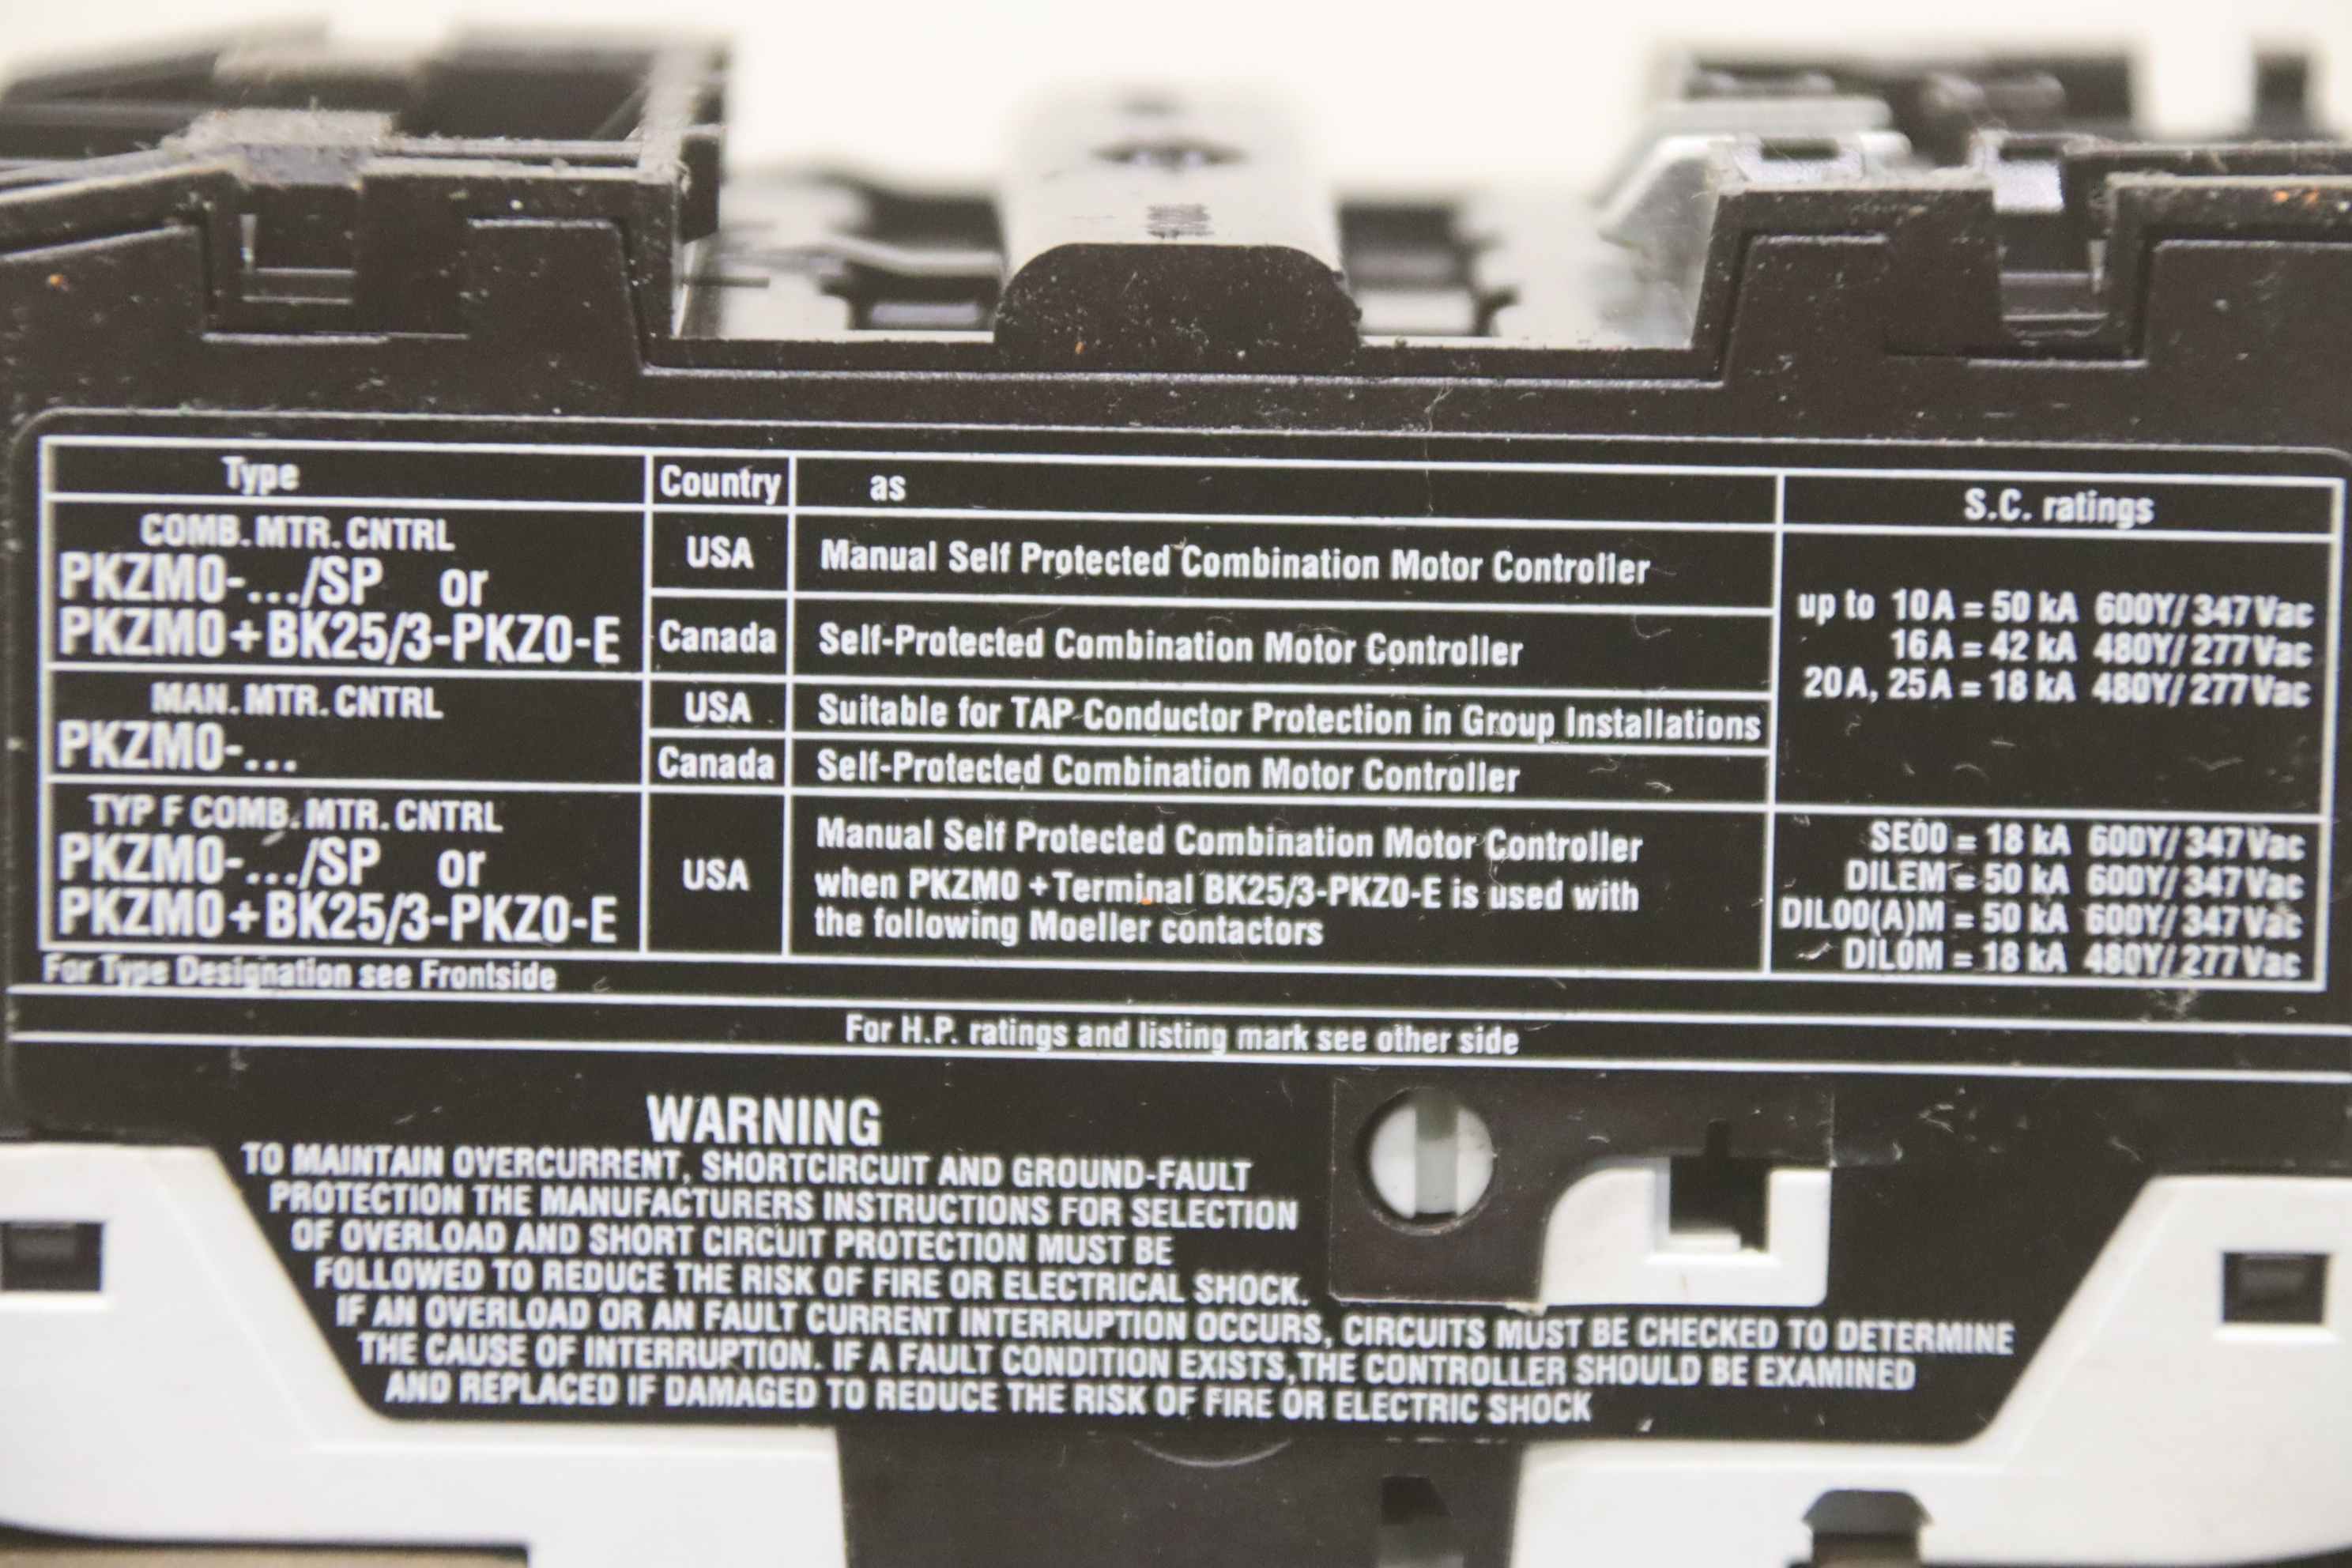 Type Country as S.C. ratings
COMB. MTR. CNTRL
PKZM0-.../SP or
PKZM0+BK25/3-PKZ0-E
USA Manual Self Protected Combination Motor Controller
Canada Self-Protected Combination Motor Controller
up to 10A = 50 kA 600Y/347Vac
16A = 42 kA 480Y/277Vac
20A, 25A = 18 kA 480Y/277Vac
MAN. MTR. CNTRL
PKZM0-...
USA Suitable for TAP Conductor Protection in Group Installations
Canada Self-Protected Combination Motor Controller
TYP F COMB. MTR. CNTRL
PKZM0-.../SP or
PKZM0+BK25/3-PKZ0-E
USA
Manual Self Protected Combination Motor Controller
when PKZM0 +Terminal BK25/3-PKZ0-E is used with
the following Moeller contactors
SE00 = 18 kA 600Y/347Vac
DILEM = 50 kA 600Y/347Vac
DIL00(A)M = 50 kA 600Y/347Vac
DIL0M = 18 kA 480Y/277Vac
For Type Designation see Frontside
For H.P. ratings and listing mark see other side
WARNING
TO MAINTAIN OVERCURRENT, SHORTCIRCUIT AND GROUND-FAULT
PROTECTION THE MANUFACTURERS INSTRUCTIONS FOR SELECTION
OF OVERLOAD AND SHORT CIRCUIT PROTECTION MUST BE
FOLLOWED TO REDUCE THE RISK OF FIRE OR ELECTRICAL SHOCK.
IF AN OVERLOAD OR AN FAULT CURRENT INTERRUPTION OCCURS, CIRCUITS MUST BE CHECKED TO DETERMINE
THE CAUSE OF INTERRUPTION. IF A FAULT CONDITION EXISTS, THE CONTROLLER SHOULD BE EXAMINED
AND REPLACED IF DAMAGED TO REDUCE THE RISK OF FIRE OR ELECTRIC SHOCK